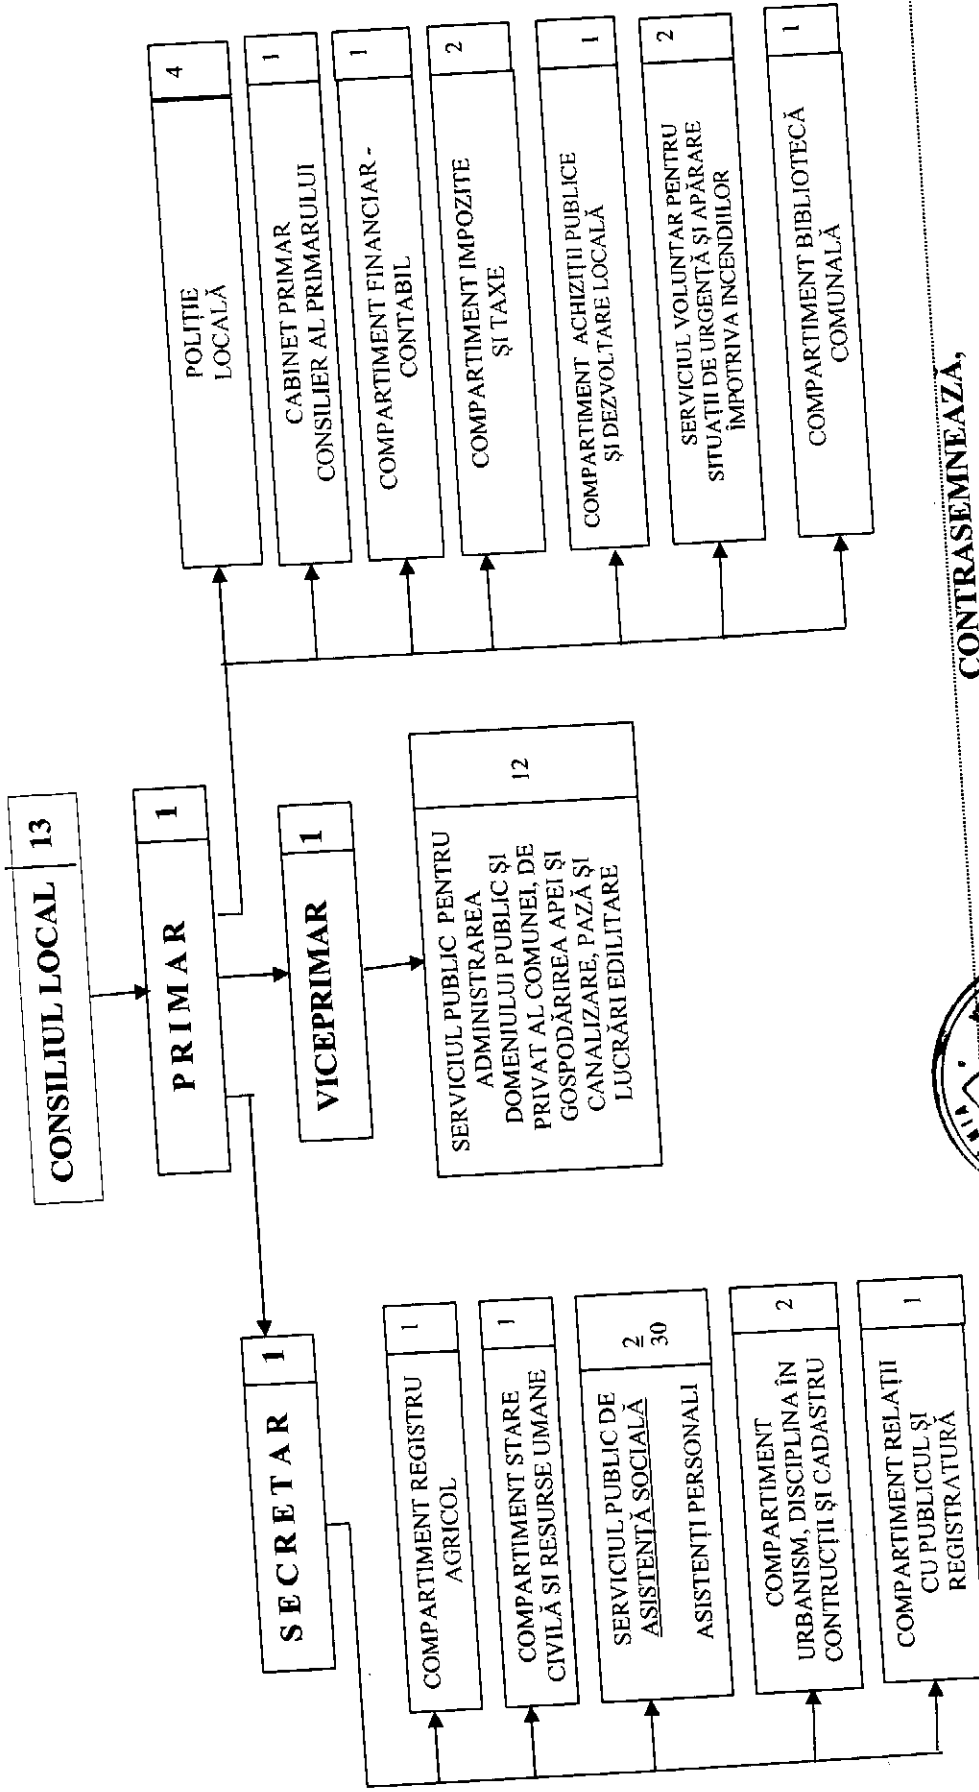 CONSILIUL LOCAL 13
PRIMAR 1
SECRETAR 1
VICEPRIMAR 1
COMPARTIMENT REGISTRU
AGRICOL
1
COMPARTIMENT STARE
CIVILĂ SI RESURSE UMANE
1
SERVICIUL PUBLIC DE
ASISTENȚĂ SOCIALĂ
ASISTENȚI PERSONALI
2
30
COMPARTIMENT
URBANISM, DISCIPLINA ÎN
CONTRUCȚII ȘI CADASTRU
2
COMPARTIMENT RELAȚII
CU PUBLICUL ȘI
REGISTRATURĂ
1
SERVICIUL PUBLIC PENTRU
ADMINISTRAREA
DOMENIULUI PUBLIC ȘI
PRIVAT AL COMUNEI, DE
GOSPODĂRIREA APEI ȘI
CANALIZARE, PAZĂ ȘI
LUCRĂRI EDILITARE
12
POLIȚIE
LOCALĂ
4
CABINET PRIMAR
CONSILIER AL PRIMARULUI
1
COMPARTIMENT FINANCIAR -
CONTABIL
1
COMPARTIMENT IMPOZITE
ȘI TAXE
2
COMPARTIMENT ACHIZIȚII PUBLICE
ȘI DEZVOLTARE LOCALĂ
1
SERVICIUL VOLUNTAR PENTRU
SITUAȚII DE URGENȚĂ ȘI APĂRARE
ÎMPOTRIVA INCENDIILOR
2
COMPARTIMENT BIBLIOTECĂ
COMUNALĂ
1
CONTRASEMNEAZA,